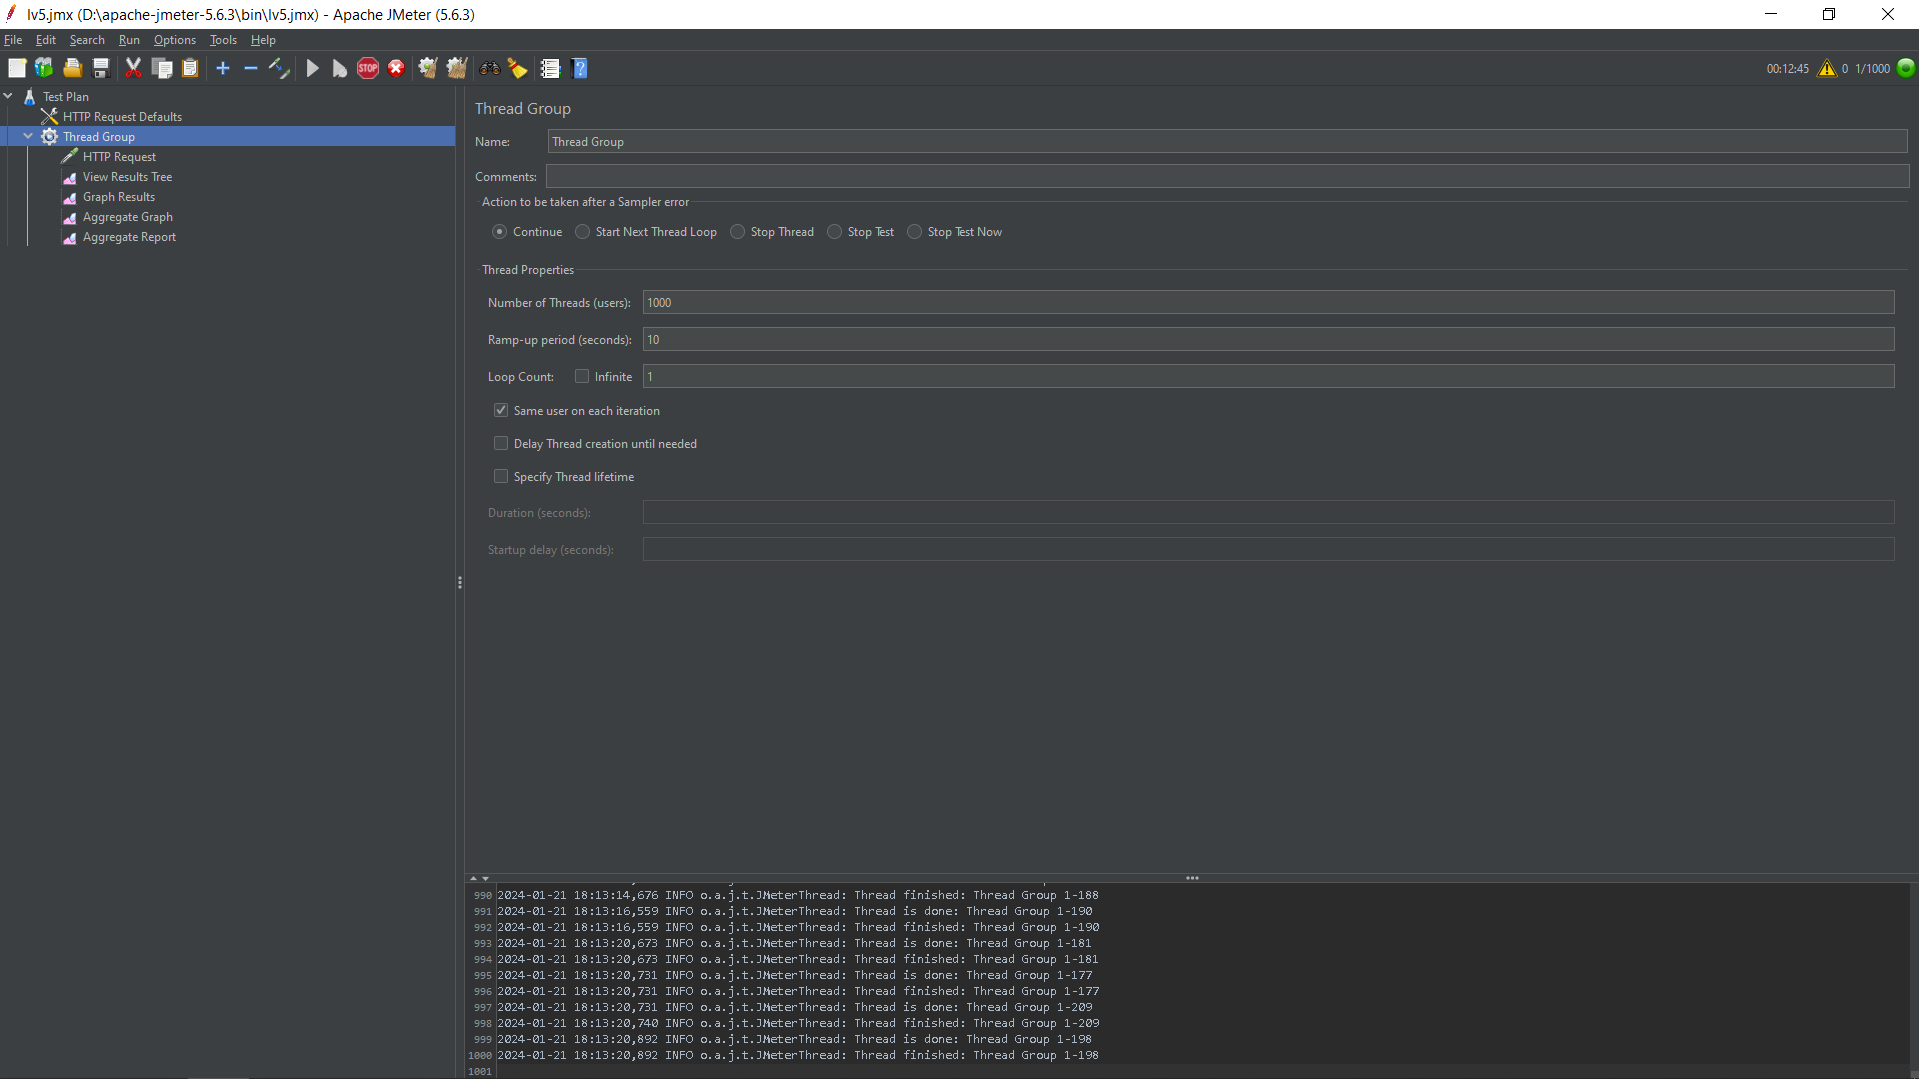 lv5.jmx (D:\apache-jmeter-5.6.3\bin\lv5.jmx) - Apache JMeter (5.6.3)
File Edit Search Run Options Tools Help
STOP
?
00:12:45 0 1/1000
Test Plan
HTTP Request Defaults
Thread Group
HTTP Request
View Results Tree
Graph Results
Aggregate Graph
Aggregate Report
Thread Group
Name: Thread Group
Comments:
Action to be taken after a Sampler error
Continue Start Next Thread Loop Stop Thread Stop Test Stop Test Now
Thread Properties
Number of Threads (users): 1000
Ramp-up period (seconds): 10
Loop Count: Infinite 1
Same user on each iteration
Delay Thread creation until needed
Specify Thread lifetime
Duration (seconds):
Startup delay (seconds):
990 2024-01-21 18:13:14,676 INFO o.a.j.t.JMeterThread: Thread finished: Thread Group 1-188
991 2024-01-21 18:13:16,559 INFO o.a.j.t.JMeterThread: Thread is done: Thread Group 1-190
992 2024-01-21 18:13:16,559 INFO o.a.j.t.JMeterThread: Thread finished: Thread Group 1-190
993 2024-01-21 18:13:20,673 INFO o.a.j.t.JMeterThread: Thread is done: Thread Group 1-181
994 2024-01-21 18:13:20,673 INFO o.a.j.t.JMeterThread: Thread finished: Thread Group 1-181
995 2024-01-21 18:13:20,731 INFO o.a.j.t.JMeterThread: Thread is done: Thread Group 1-177
996 2024-01-21 18:13:20,731 INFO o.a.j.t.JMeterThread: Thread finished: Thread Group 1-177
997 2024-01-21 18:13:20,731 INFO o.a.j.t.JMeterThread: Thread is done: Thread Group 1-209
998 2024-01-21 18:13:20,740 INFO o.a.j.t.JMeterThread: Thread finished: Thread Group 1-209
999 2024-01-21 18:13:20,892 INFO o.a.j.t.JMeterThread: Thread is done: Thread Group 1-198
1000 2024-01-21 18:13:20,892 INFO o.a.j.t.JMeterThread: Thread finished: Thread Group 1-198
1001